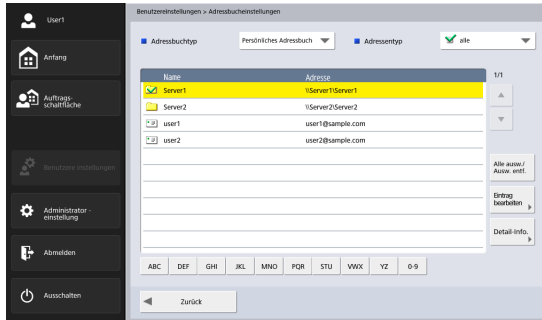 User1
Benutzereinstellungen > Adressbucheinstellungen
Anfang
Auftrags-
schaltfläche
Benutzere instellungen
Administrator -
einstellung
Abmelden
Ausschalten
Adressbuchtyp
Persönliches Adressbuch
Adressentyp
alle
Name Adresse
Server1 \\Server1\Server1
Server2 \\Server2\Server2
user1 user1@sample.com
user2 user2@sample.com
1/1
Alle ausw./
Ausw. entf.
Eintrag
bearbeiten
Detail-Info.
ABC DEF GHI JKL MNO PQR STU VWX YZ 0-9
Zurück